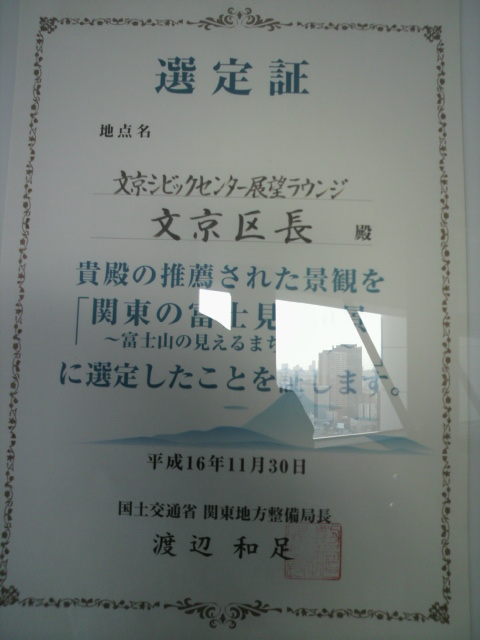 選定証
地点名
文京シビックセンター展望ラウンジ
文京区長 殿
貴殿の推薦された景観を
「関東の富士見
～富士山の見えるまち
に選定したことを証します。
平成16年11月30日
国土交通省 関東地方整備局長
渡辺 和足